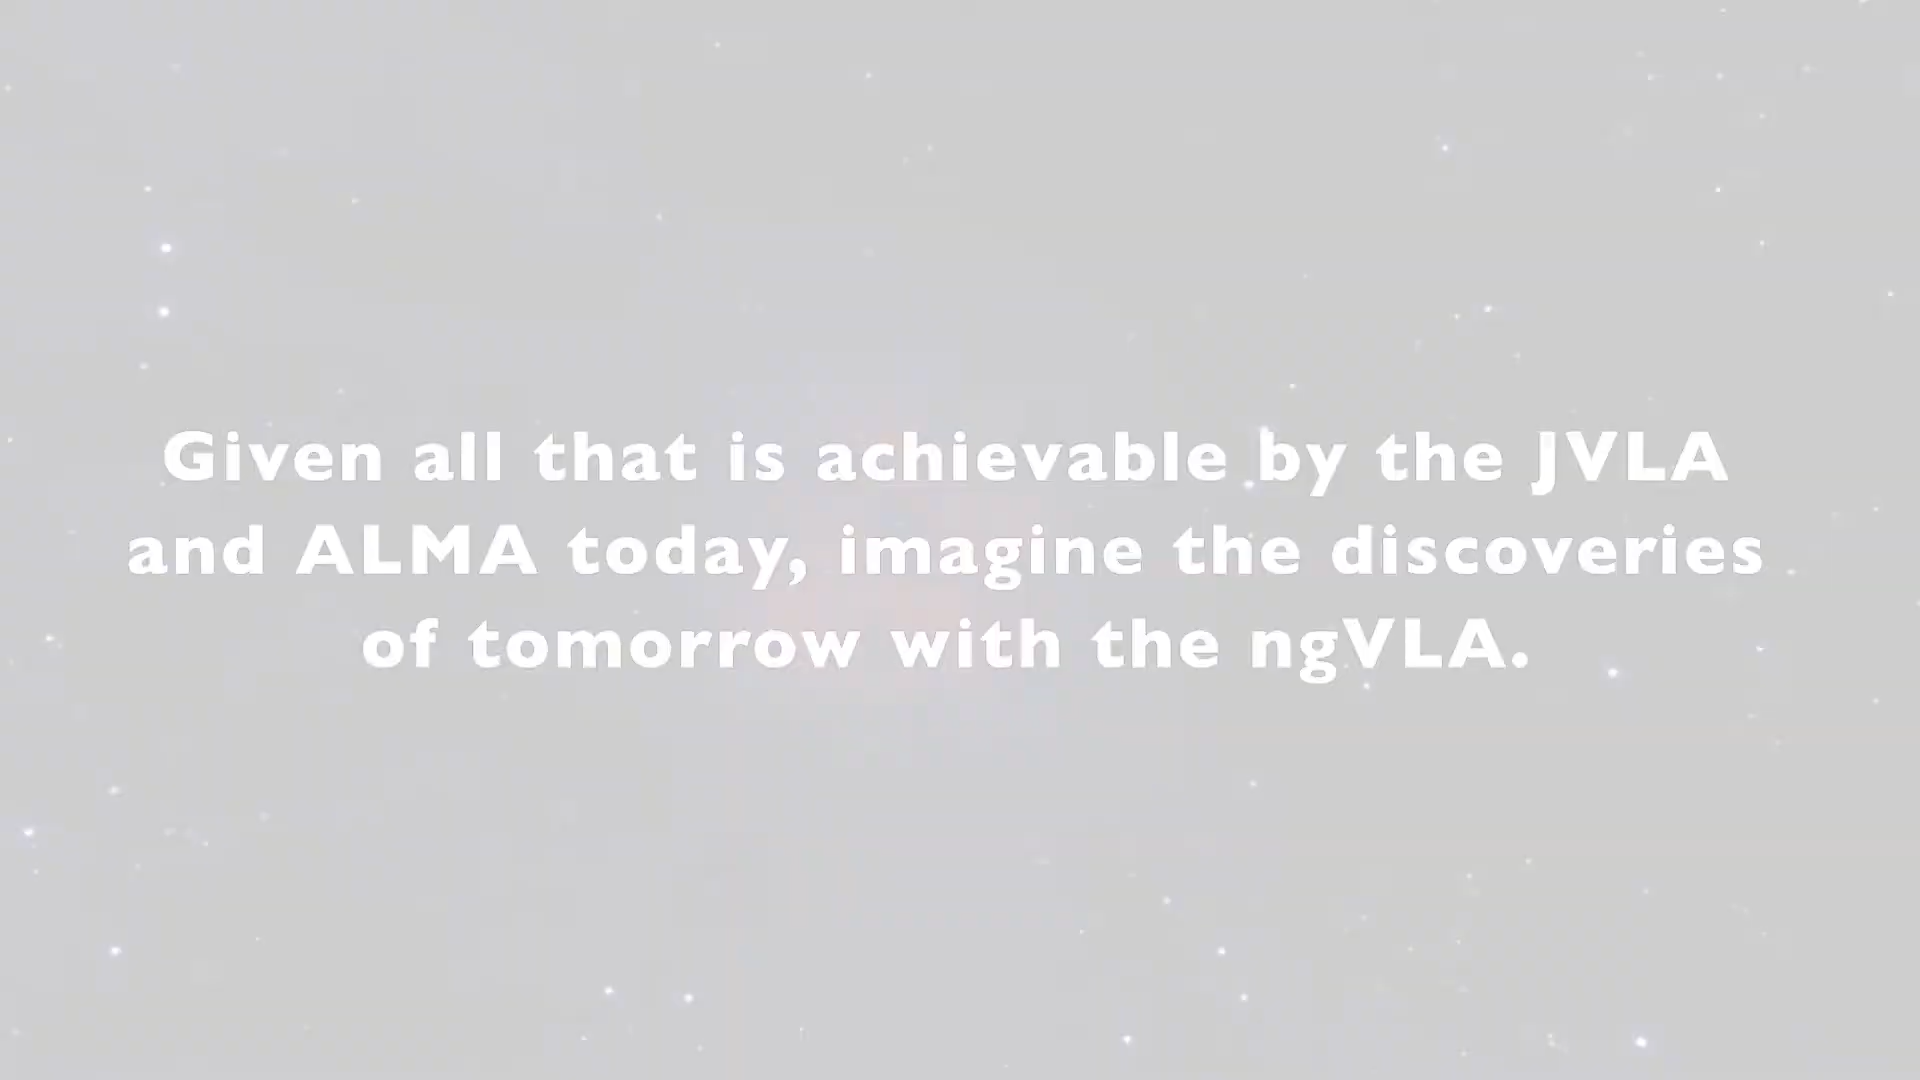 Given all that is achievable by the JVLA
and ALMA today, imagine the discoveries
of tomorrow with the ngVLA.